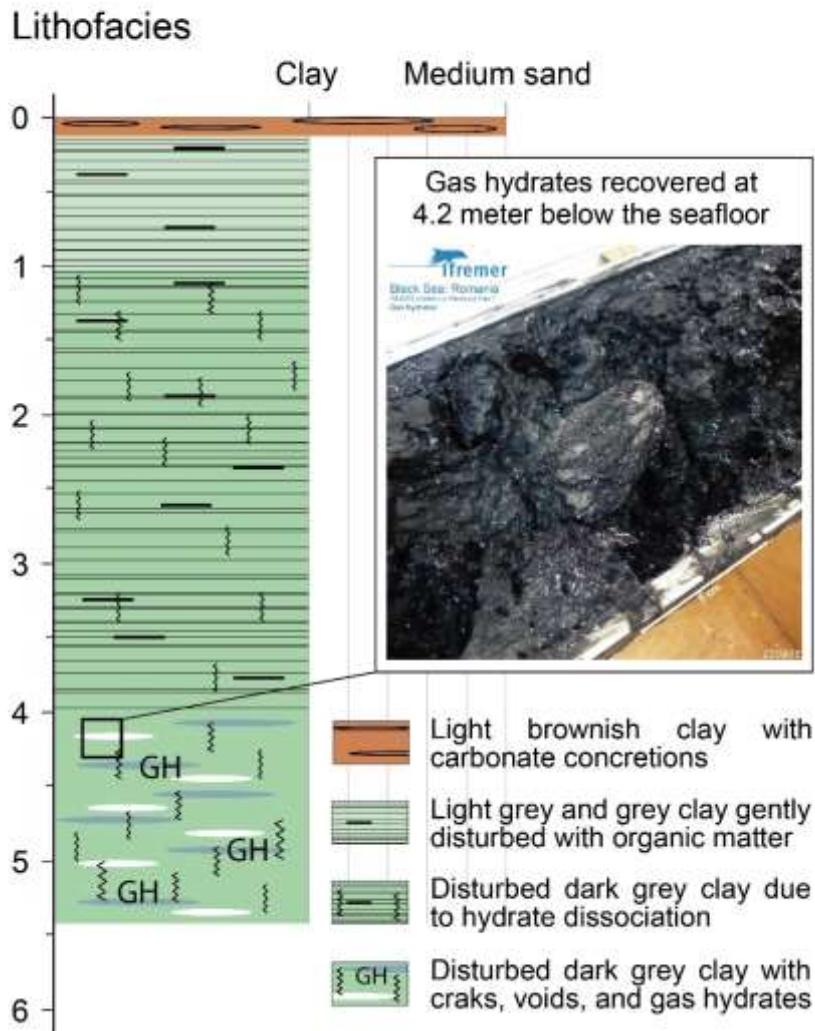 Lithofacies
Clay
Medium sand
0
1
2
3
4
5
6
Gas hydrates recovered at
4.2 meter below the seafloor
Ifremer
Black Sea: Romania
Gas hydrates
GH
GH
GH
Light brownish clay with
carbonate concretions
Light grey and grey clay gently
disturbed with organic matter
Disturbed dark grey clay due
to hydrate dissociation
GH
Disturbed dark grey clay with
craks, voids, and gas hydrates